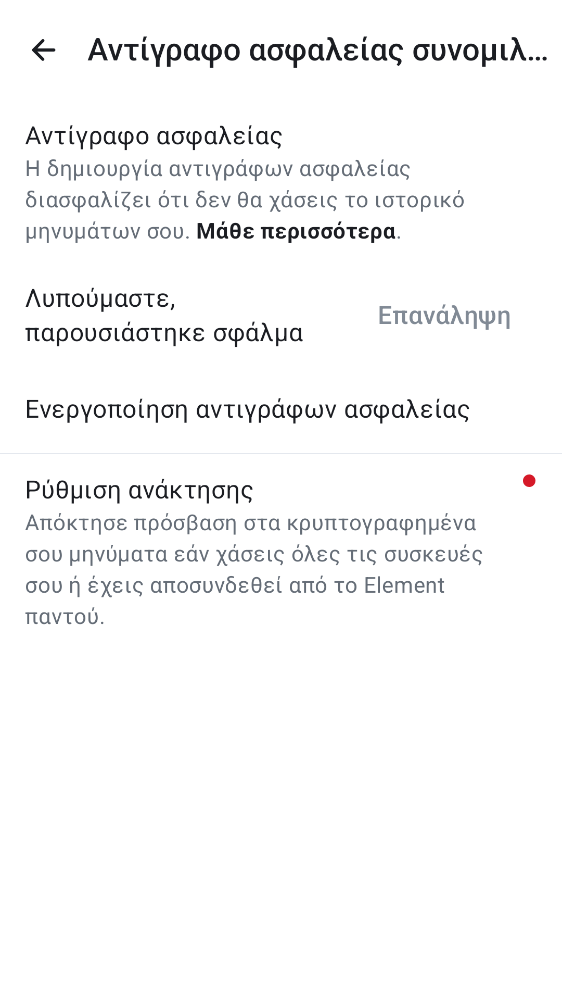 Αντίγραφο ασφαλείας συνομιλ...
Αντίγραφο ασφαλείας
Η δημιουργία αντιγράφων ασφαλείας
διασφαλίζει ότι δεν θα χάσεις το ιστορικό
μηνυμάτων σου. Μάθε περισσότερα.
Λυπούμαστε,
παρουσιάστηκε σφάλμα
Επανάληψη
Ενεργοποίηση αντιγράφων ασφαλείας
Ρύθμιση ανάκτησης
Απόκτησε πρόσβαση στα κρυπτογραφημένα
σου μηνύματα εάν χάσεις όλες τις συσκευές
σου ή έχεις αποσυνδεθεί από το Element
παντού.